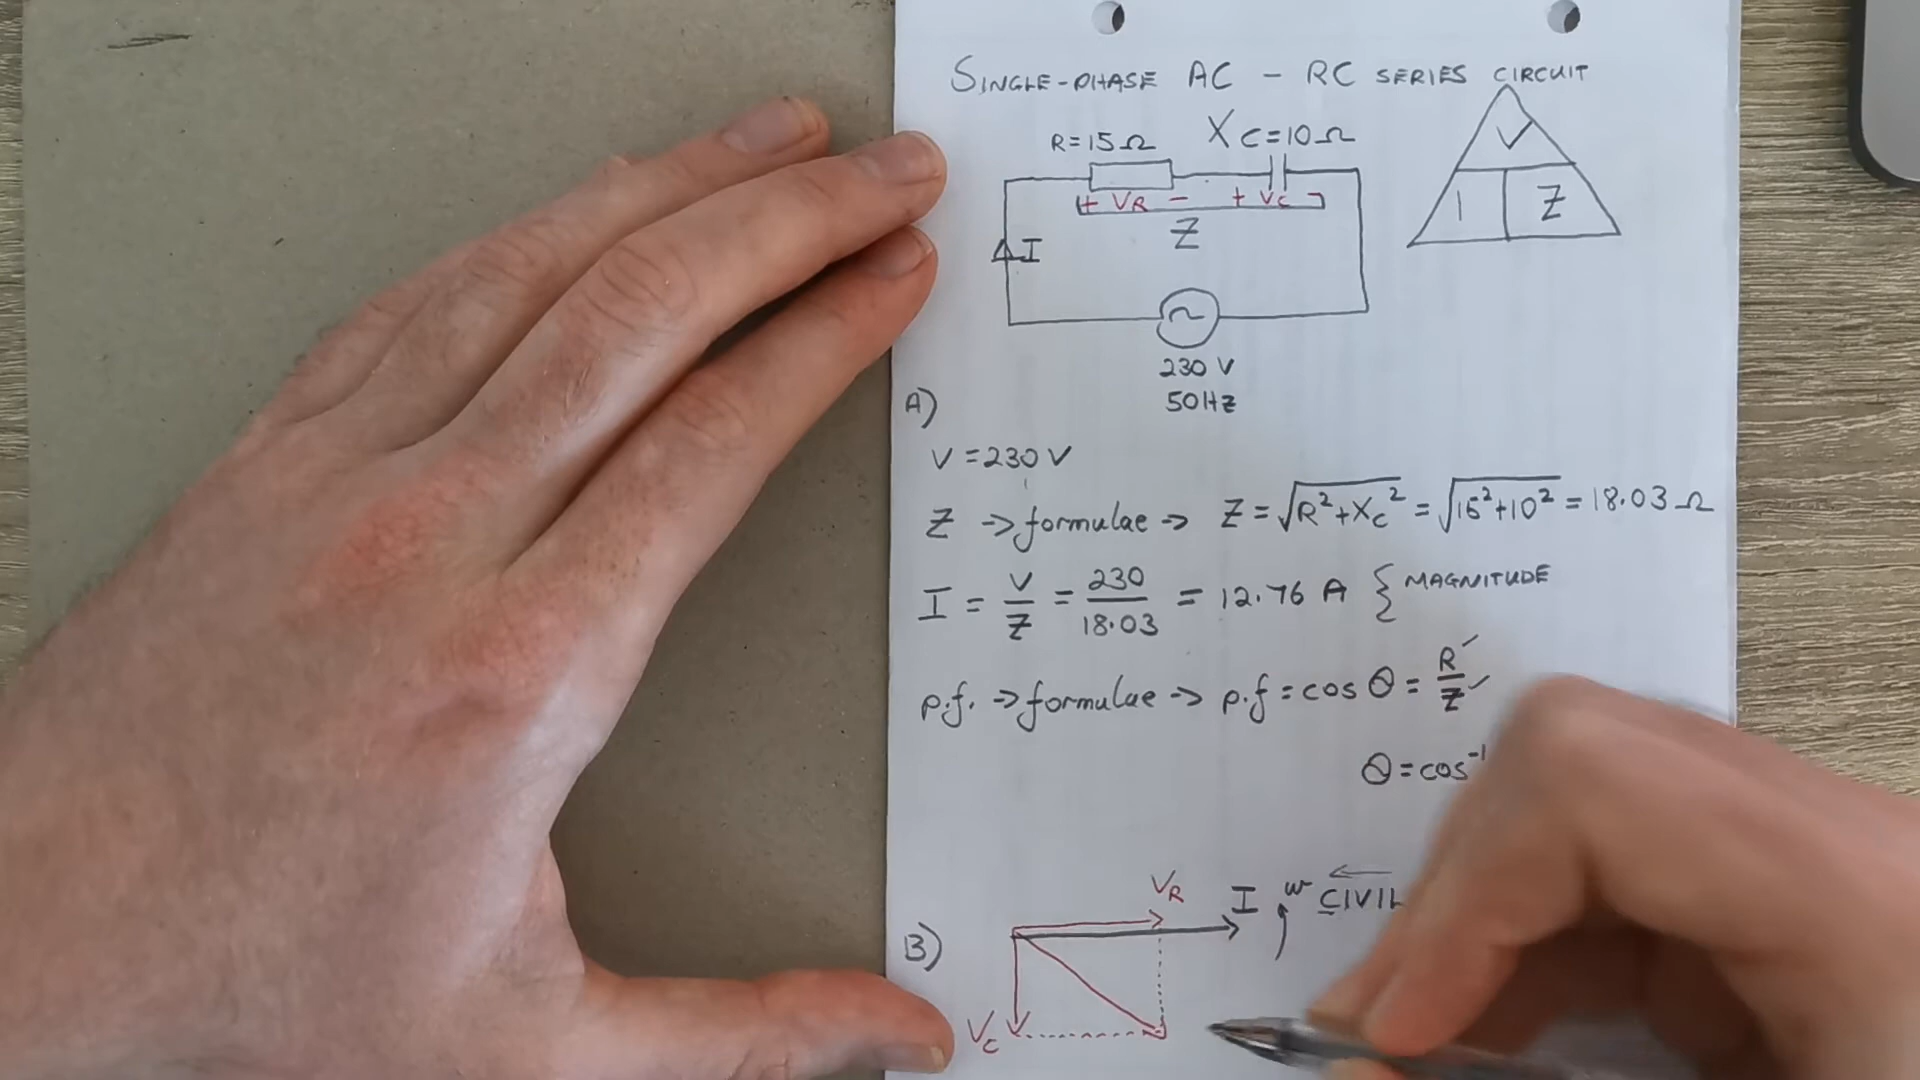 SINGLE-PHASE AC - RC SERIES CIRCUIT
R=15Ω XC=10Ω
V
I Z
+ VR - + VC -
Z
I
230 V
50Hz
A)
V = 230 V
Z -> formulae -> Z = √R²+Xc² = √15²+10² = 18.03 Ω
I = V/Z = 230/18.03 = 12.76 A { MAGNITUDE
p.f. -> formulae -> p.f = cos θ = R/Z
θ = cos⁻¹
VR I w CIVIL
B)
Vc